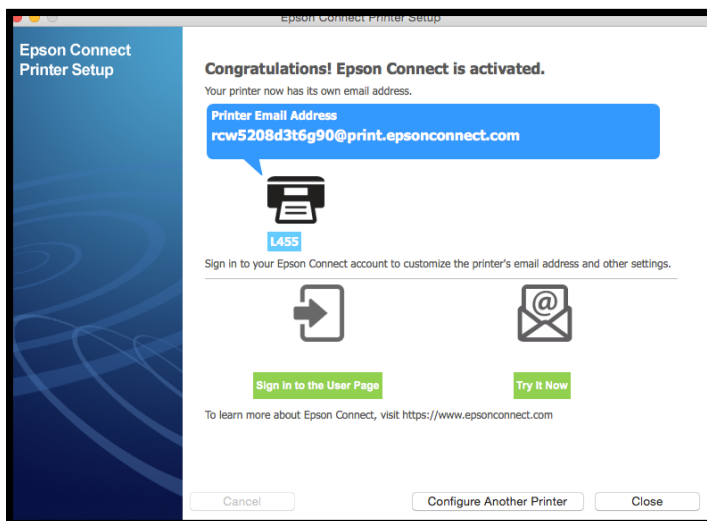 Epson Connect Printer Setup
Epson Connect
Printer Setup
Congratulations! Epson Connect is activated.
Your printer now has its own email address.
Printer Email Address
rcw5208d3t6g90@print.epsonconnect.com
L455
Sign in to your Epson Connect account to customize the printer's email address and other settings.
@
Sign in to the User Page
Try It Now
To learn more about Epson Connect, visit https://www.epsonconnect.com
Cancel
Configure Another Printer
Close